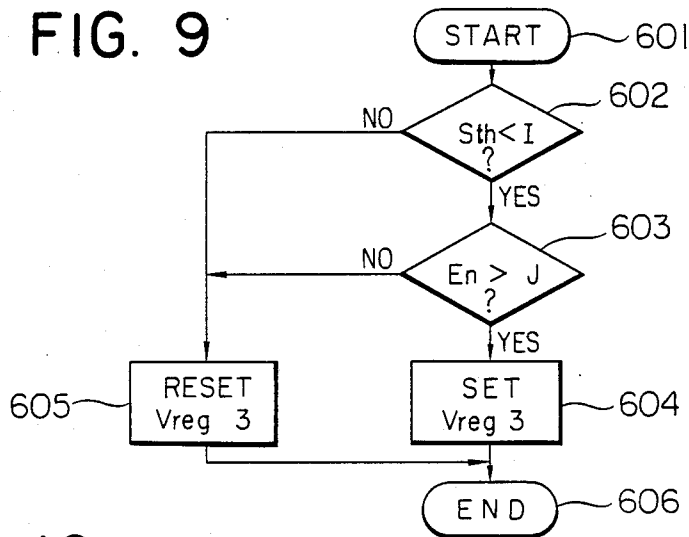 FIG. 9
START
601
602
NO
Sth<I
?
YES
603
NO
En > J
?
YES
605
RESET
Vreg 3
SET
Vreg 3
604
END
606